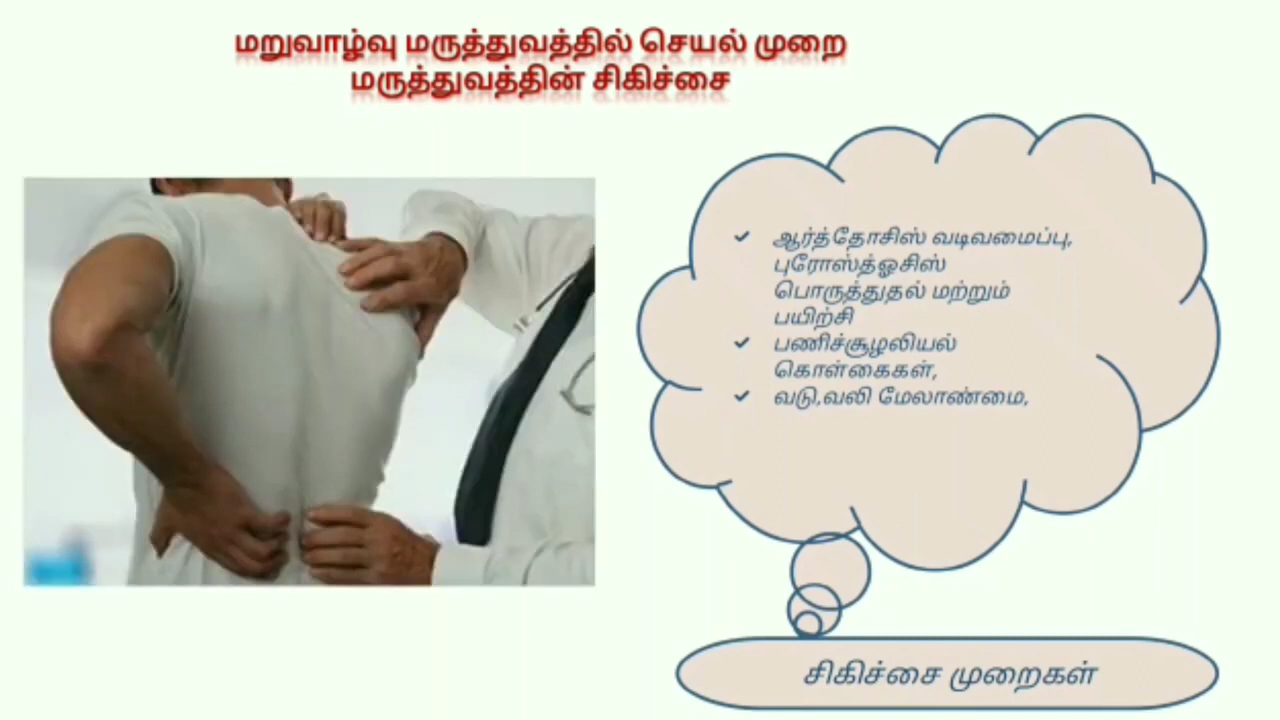 மறுவாழ்வு மருத்துவத்தில் செயல் முறை
மருத்துவத்தின் சிகிச்சை
ஆர்த்தோசிஸ் வடிவமைப்பு,
புரோஸ்த்ஓசிஸ்
பொருத்துதல் மற்றும்
பயிற்சி
பணிச்சூழலியல்
கொள்கைகள்,
வடு,வலி மேலாண்மை,
சிகிச்சை முறைகள்